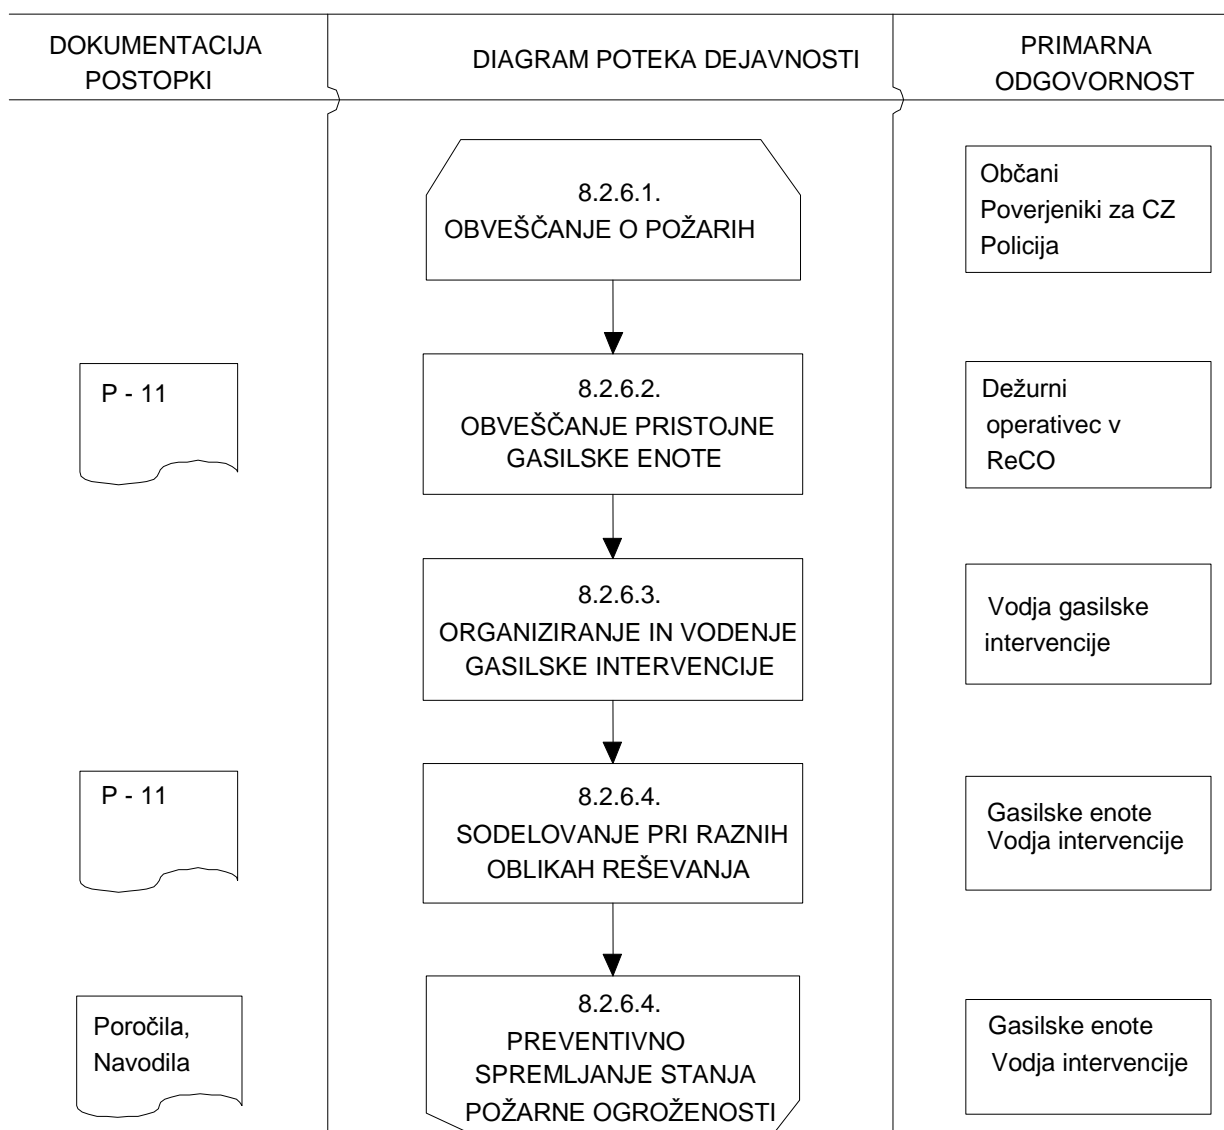 DOKUMENTACIJA
POSTOPKI
DIAGRAM POTEKA DEJAVNOSTI
PRIMARNA
ODGOVORNOST
8.2.6.1.
OBVEŠČANJE O POŽARIH
Občani
Poverjeniki za CZ
Policija
P - 11
8.2.6.2.
OBVEŠČANJE PRISTOJNE
GASILSKE ENOTE
Dežurni
operativec v
ReCO
8.2.6.3.
ORGANIZIRANJE IN VODENJE
GASILSKE INTERVENCIJE
Vodja gasilske
intervencije
P - 11
8.2.6.4.
SODELOVANJE PRI RAZNIH
OBLIKAH REŠEVANJA
Gasilske enote
Vodja intervencije
Poročila,
Navodila
8.2.6.4.
PREVENTIVNO
SPREMLJANJE STANJA
POŽARNE OGROŽENOSTI
Gasilske enote
Vodja intervencije